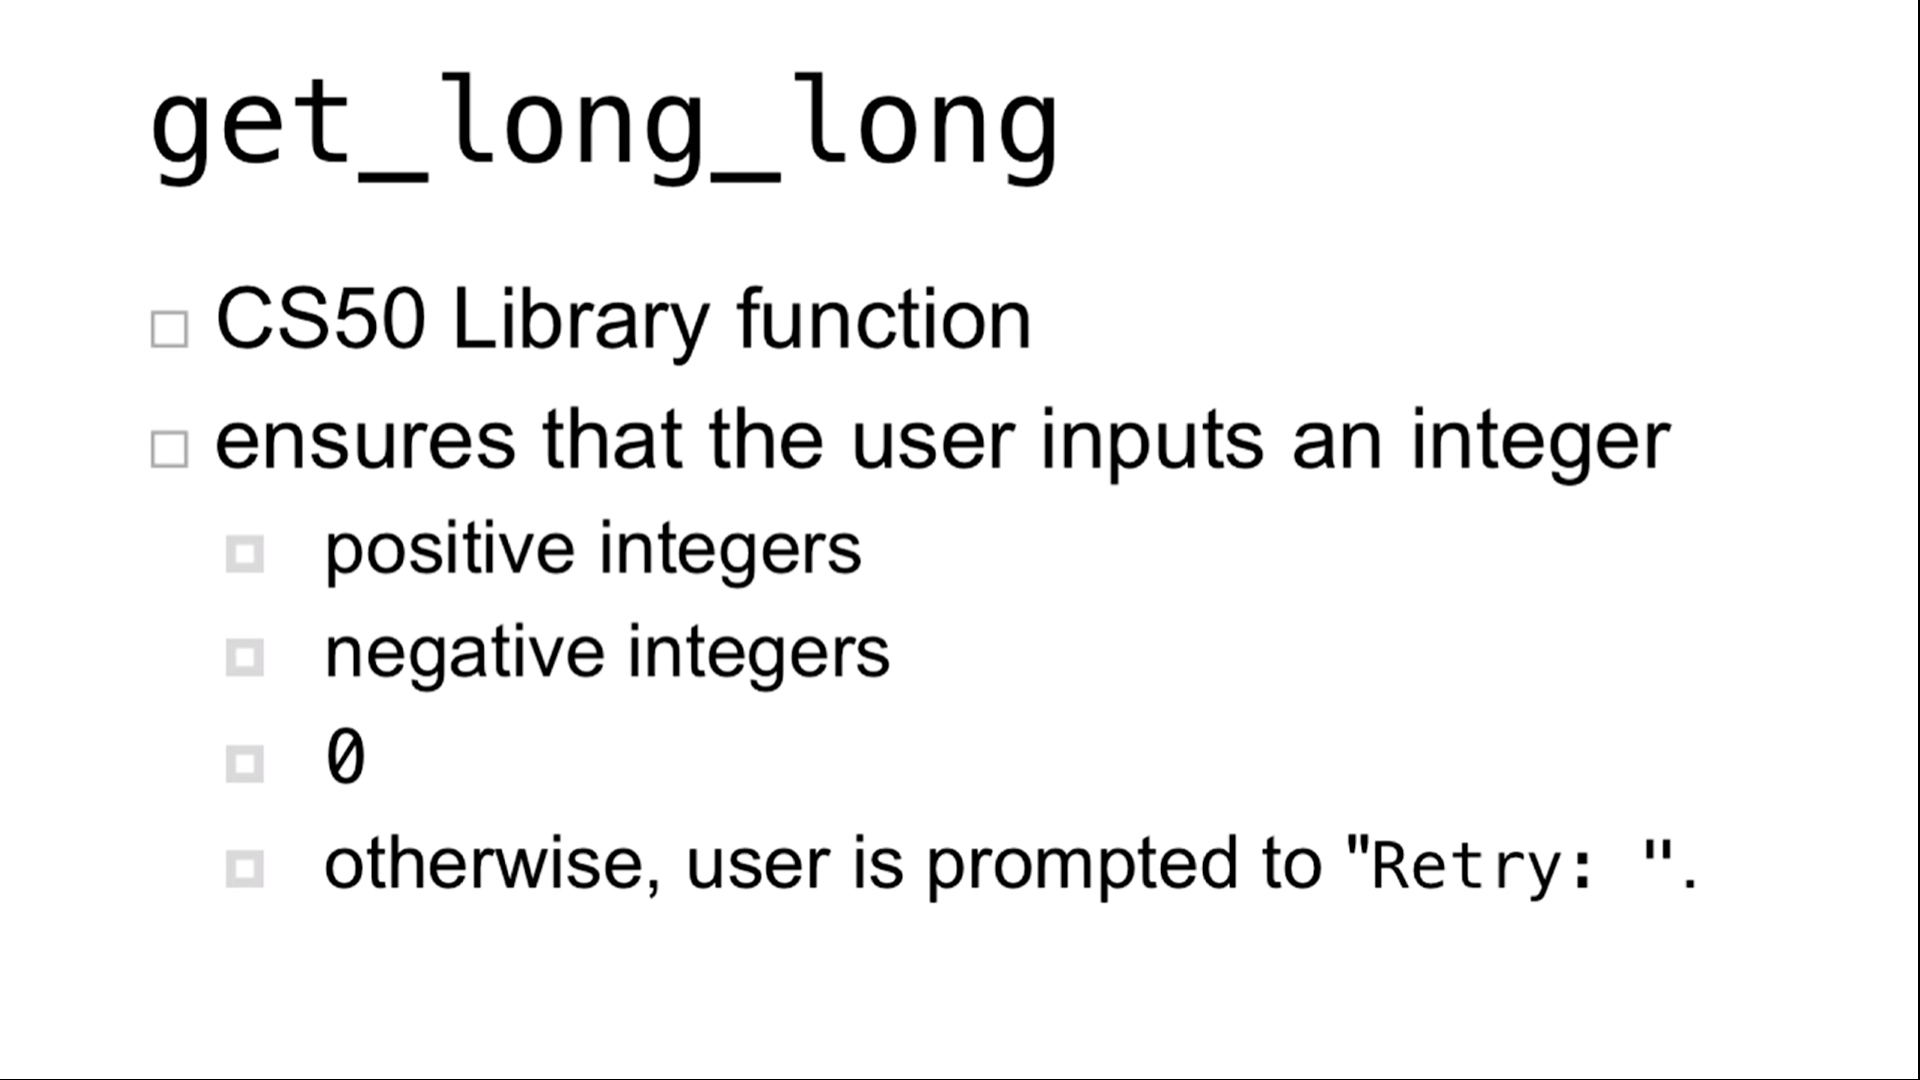 get_long_long
CS50 Library function
ensures that the user inputs an integer
positive integers
negative integers
0
otherwise, user is prompted to "Retry: ".